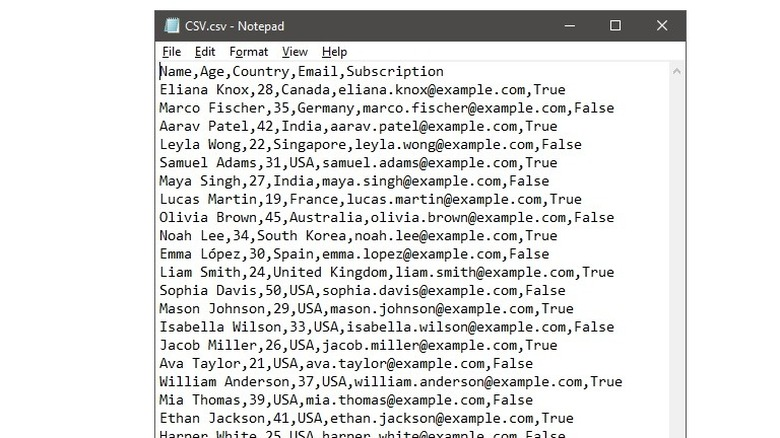 CSV.csv - Notepad
File Edit Format View Help
Name,Age,Country,Email,Subscription
Eliana Knox,28,Canada,eliana.knox@example.com,True
Marco Fischer,35,Germany,marco.fischer@example.com,False
Aarav Patel,42,India,aarav.patel@example.com,True
Leyla Wong,22,Singapore,leyla.wong@example.com,False
Samuel Adams,31,USA,samuel.adams@example.com,True
Maya Singh,27,India,maya.singh@example.com,False
Lucas Martin,19,France,lucas.martin@example.com,True
Olivia Brown,45,Australia,olivia.brown@example.com,False
Noah Lee,34,South Korea,noah.lee@example.com,True
Emma López,30,Spain,emma.lopez@example.com,False
Liam Smith,24,United Kingdom,liam.smith@example.com,True
Sophia Davis,50,USA,sophia.davis@example.com,False
Mason Johnson,29,USA,mason.johnson@example.com,True
Isabella Wilson,33,USA,isabella.wilson@example.com,False
Jacob Miller,26,USA,jacob.miller@example.com,True
Ava Taylor,21,USA,ava.taylor@example.com,False
William Anderson,37,USA,william.anderson@example.com,True
Mia Thomas,39,USA,mia.thomas@example.com,False
Ethan Jackson,41,USA,ethan.jackson@example.com,True
Harper White,25,USA,harper.white@example.com,False